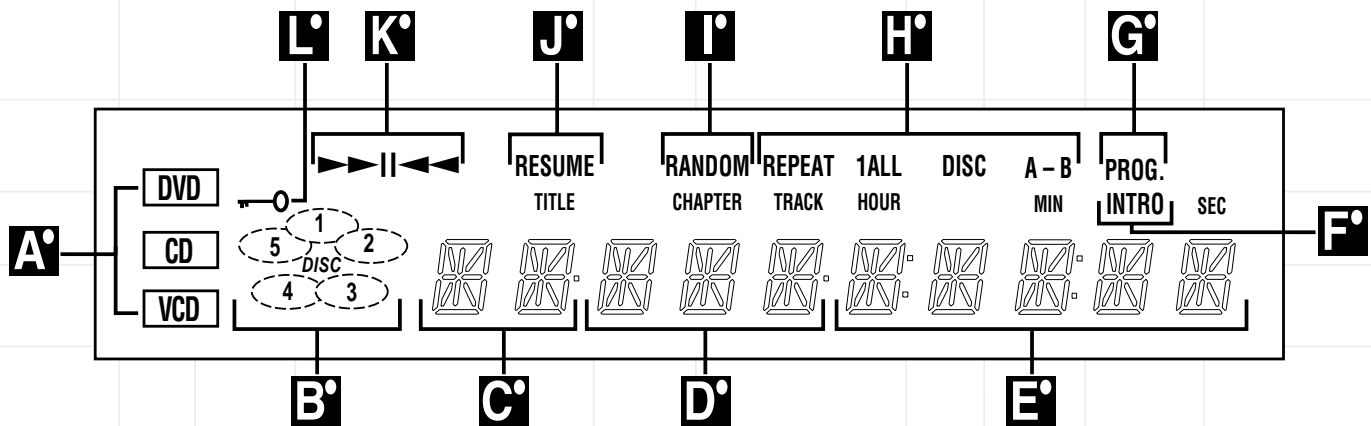 L K J I H G
RESUME RANDOM REPEAT 1ALL DISC A – B PROG.
DVD
TITLE CHAPTER TRACK HOUR MIN INTRO SEC
1
F
A CD 5 2
DISC
4 3
VCD
B C D E